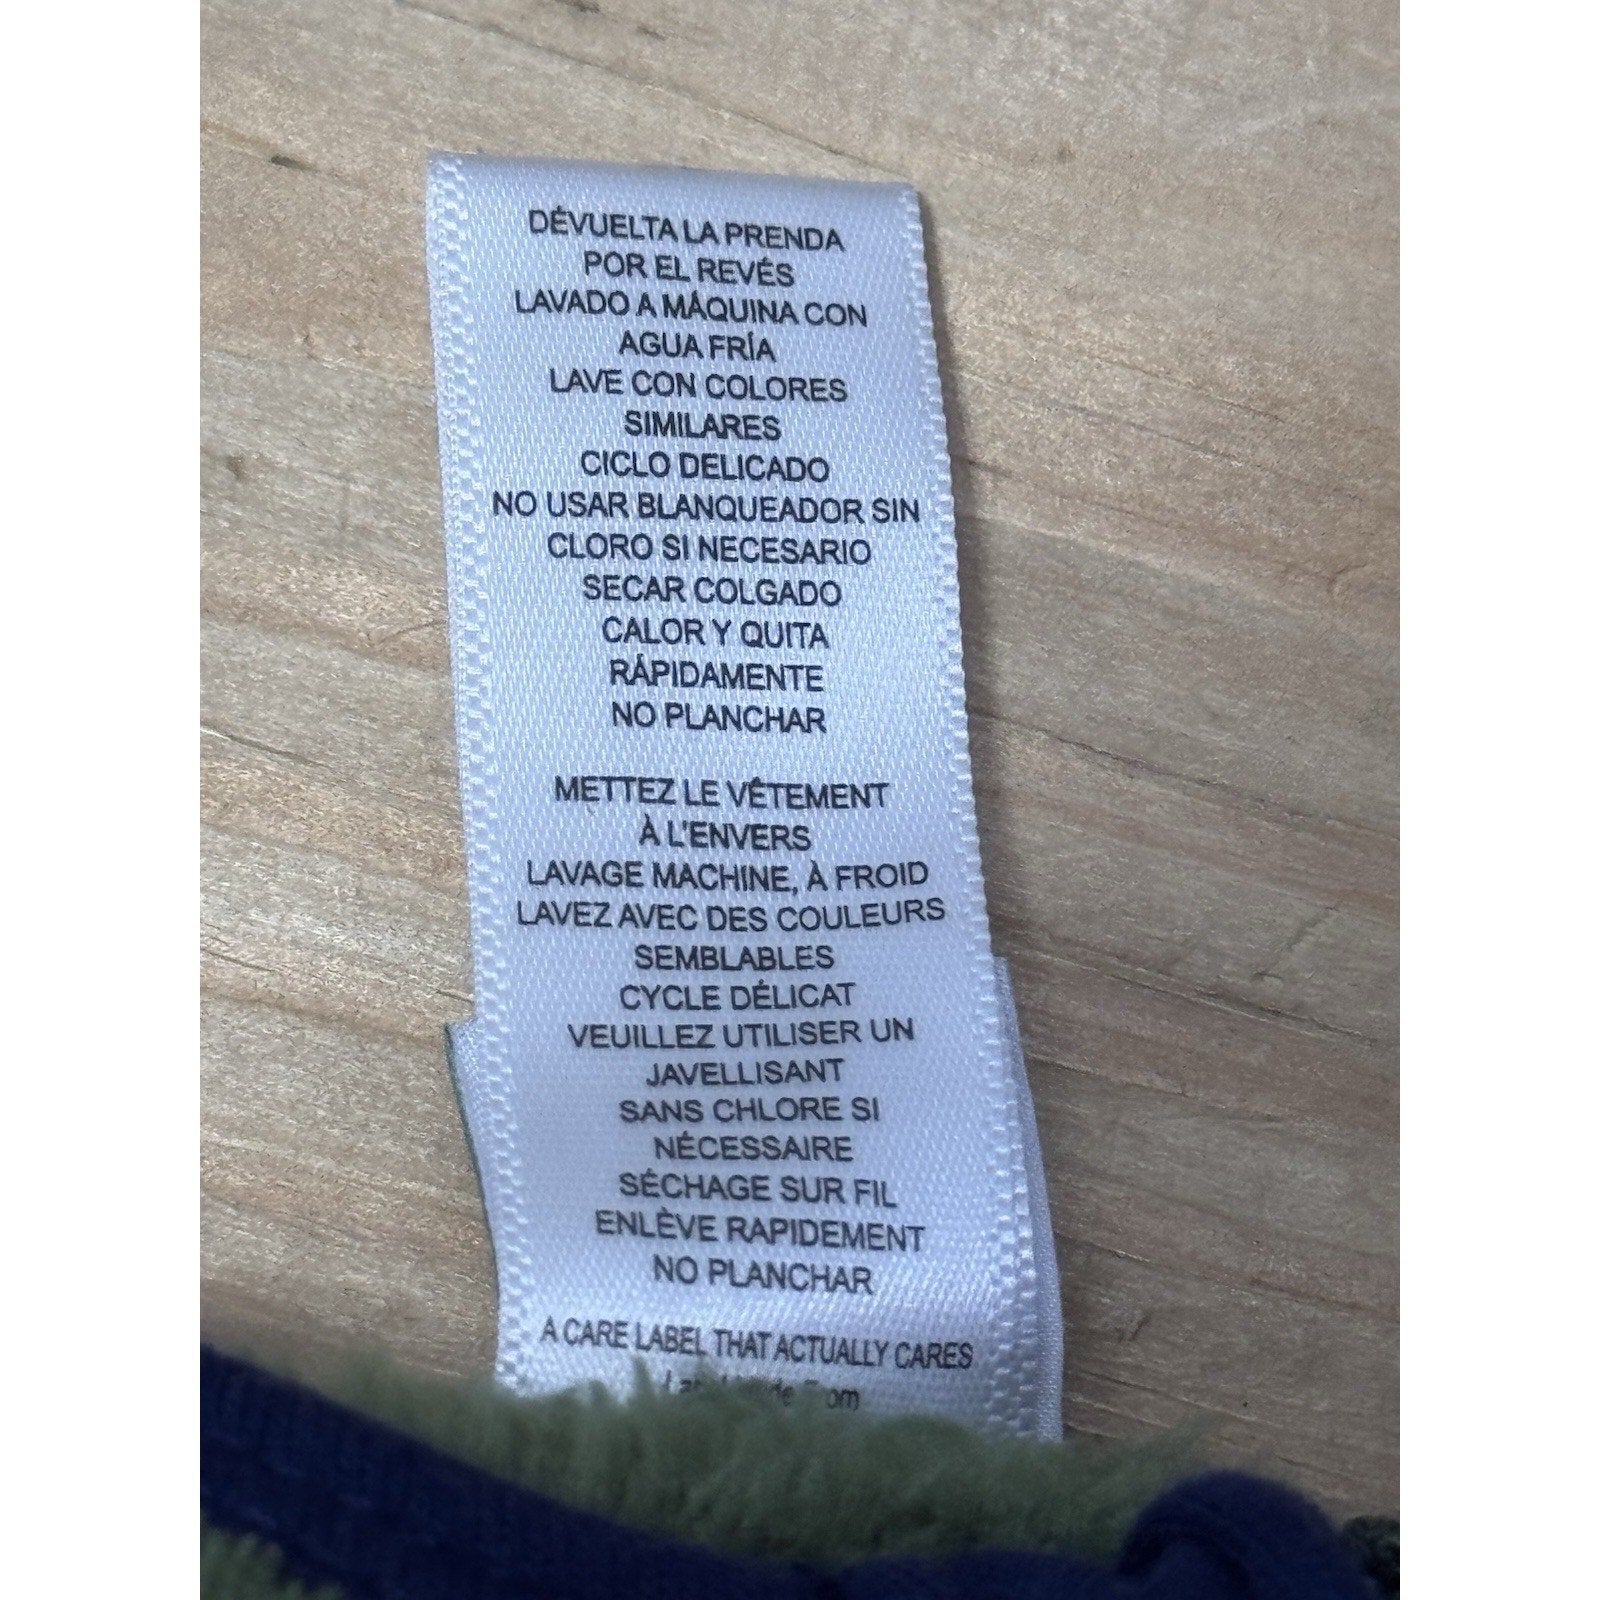 DÉVUELTA LA PRENDA
POR EL REVÉS
LAVADO A MÁQUINA CON
AGUA FRÍA
LAVE CON COLORES
SIMILARES
CICLO DELICADO
NO USAR BLANQUEADOR SIN
CLORO SI NECESARIO
SECAR COLGADO
CALOR Y QUITA
RÁPIDAMENTE
NO PLANCHAR
METTEZ LE VÊTEMENT
À L'ENVERS
LAVAGE MACHINE, À FROID
LAVEZ AVEC DES COULEURS
SEMBLABLES
CYCLE DÉLICAT
VEUILLEZ UTILISER UN
JAVELLISANT
SANS CHLORE SI
NÉCESSAIRE
SÉCHAGE SUR FIL
ENLÈVE RAPIDEMENT
NO PLANCHAR
A CARE LABEL THAT ACTUALLY CARES